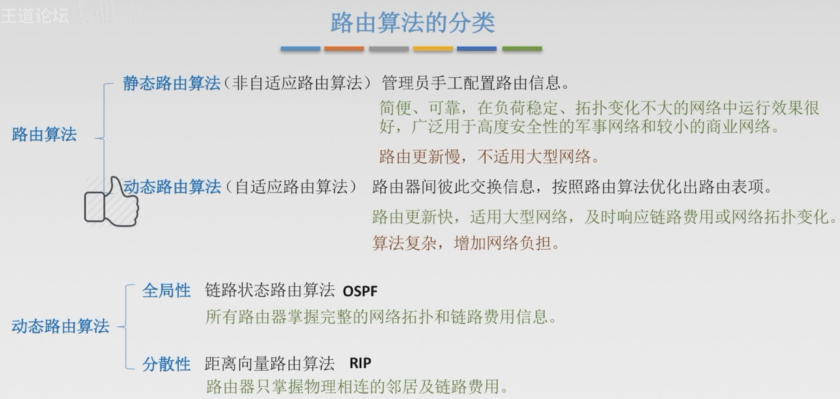 王道论坛
路由算法的分类
静态路由算法（非自适应路由算法）管理员手工配置路由信息。
简便、可靠，在负荷稳定、拓扑变化不大的网络中运行效果很
好，广泛用于高度安全性的军事网络和较小的商业网络。
路由算法
路由更新慢，不适用大型网络。
动态路由算法（自适应路由算法） 路由器间彼此交换信息，按照路由算法优化出路由表项。
路由更新快，适用大型网络，及时响应链路费用或网络拓扑变化。
算法复杂，增加网络负担。
全局性 链路状态路由算法 OSPF
所有路由器掌握完整的网络拓扑和链路费用信息。
动态路由算法
分散性 距离向量路由算法 RIP
路由器只掌握物理相连的邻居及链路费用。